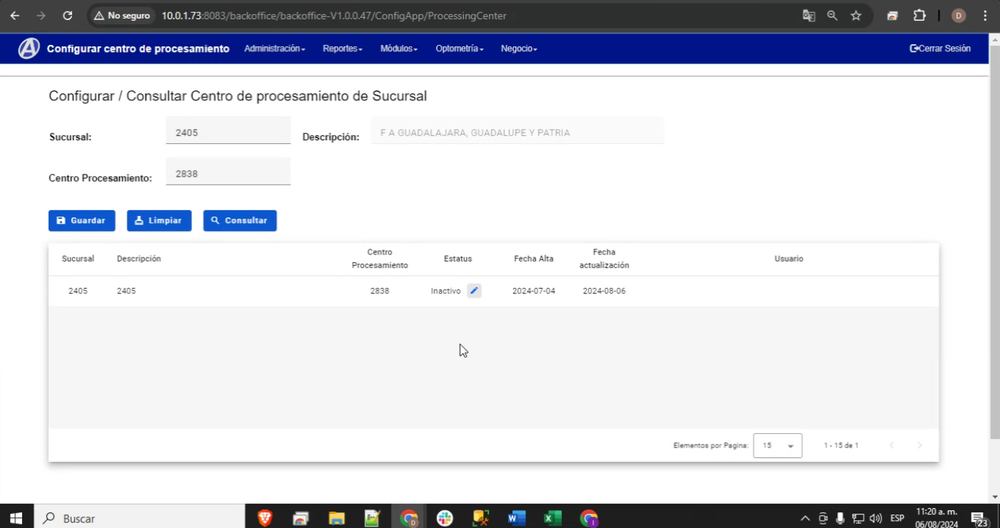 No seguro
10.0.1.73:8083/backoffice/backoffice-V1.0.0.47/ConfigApp/ProcessingCenter
D
A Configurar centro de procesamiento Administración Reportes Módulos Optometría Negocio Cerrar Sesión
Configurar / Consultar Centro de procesamiento de Sucursal
Sucursal: 2405 Descripción: F A GUADALAJARA, GUADALUPE Y PATRIA
Centro Procesamiento: 2838
Guardar Limpiar Consultar
Sucursal Descripción Centro Procesamiento Estatus Fecha Alta Fecha actualización Usuario
2405 2405 2838 Inactivo 2024-07-04 2024-08-06
Elementos por Pagina: 15 1 - 15 de 1
Buscar
ESP
11:20 a. m.
06/08/2024
23